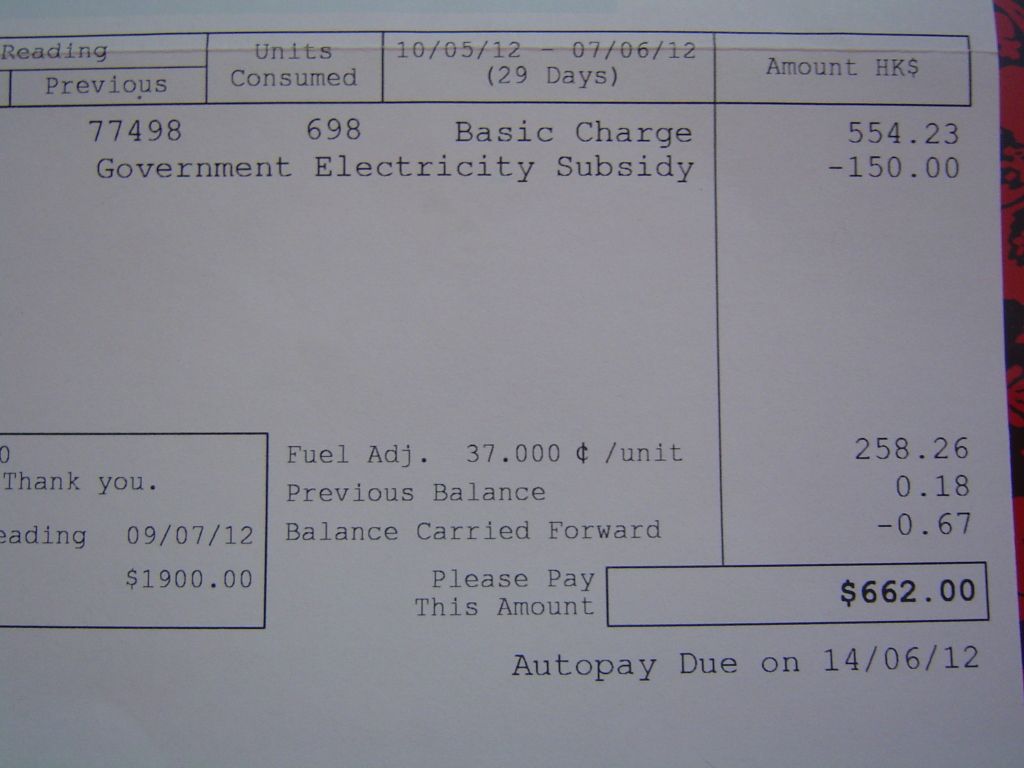 Reading
Previous
Units
Consumed
10/05/12 - 07/06/12
(29 Days)
Amount HK$
77498 698 Basic Charge 554.23
Government Electricity Subsidy -150.00
0
Thank you.
eading 09/07/12
$1900.00
Fuel Adj. 37.000 ¢ /unit 258.26
Previous Balance 0.18
Balance Carried Forward -0.67
Please Pay
This Amount
$662.00
Autopay Due on 14/06/12